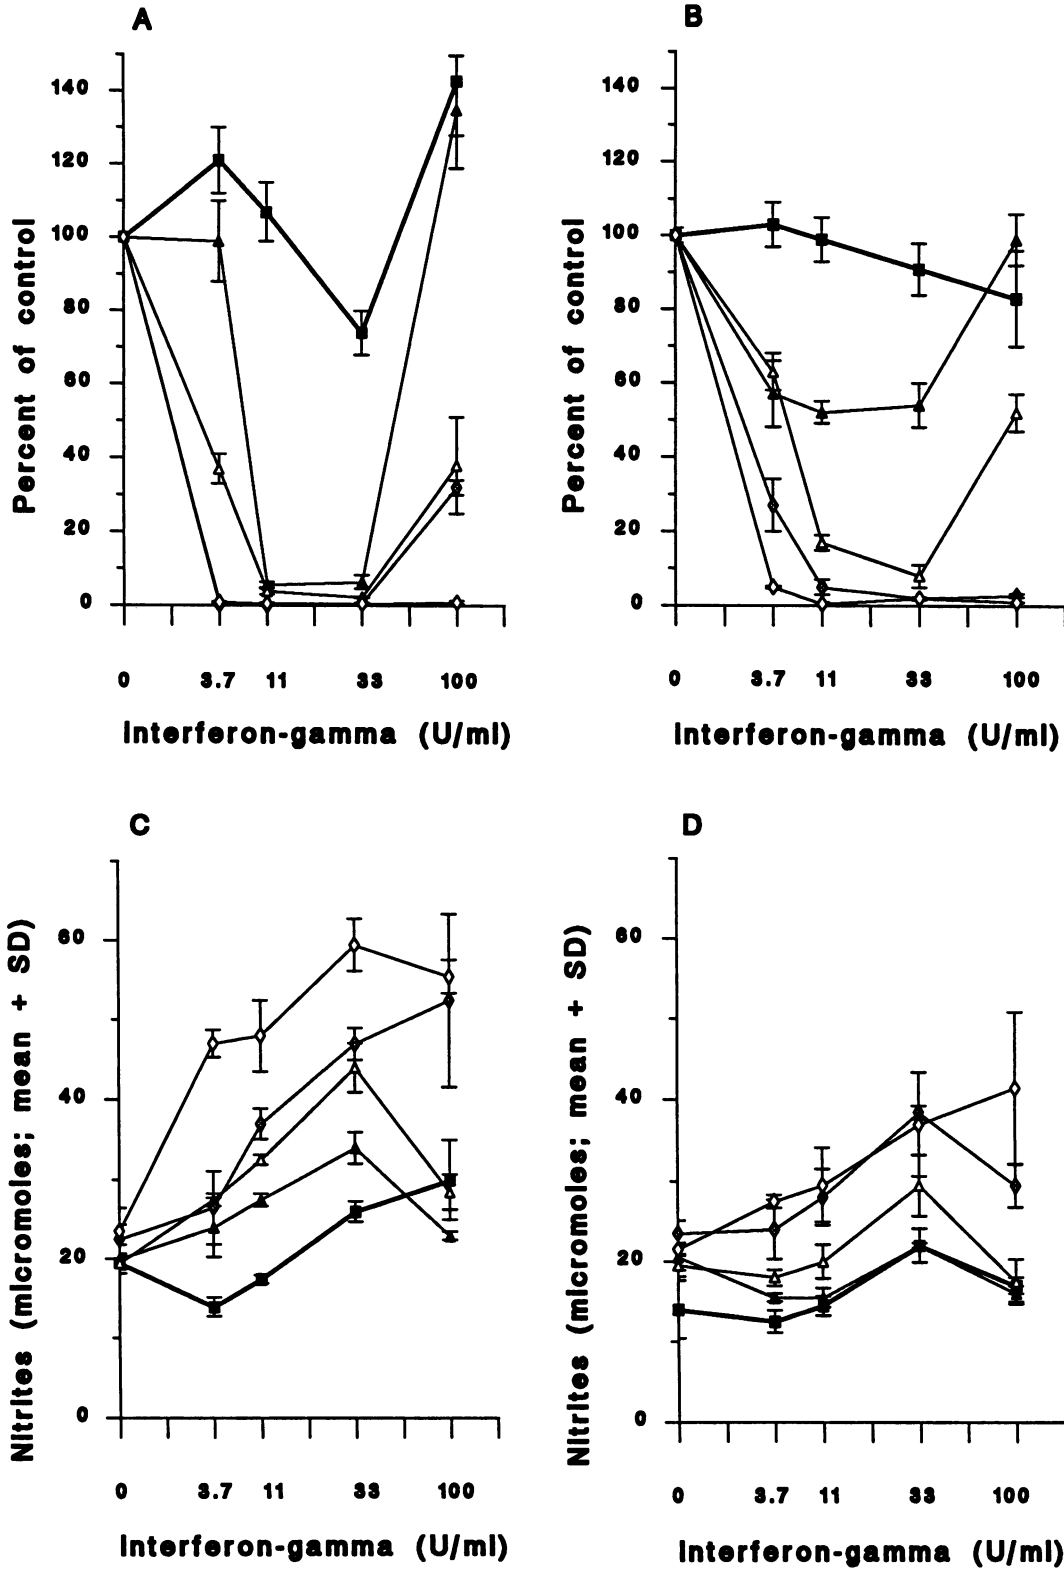 A
Percent of control
140
120
100
80
60
40
20
0
0 3.7 11 33 100
Interferon-gamma (U/ml)
B
Percent of control
140
120
100
80
60
40
20
0
0 3.7 11 33 100
Interferon-gamma (U/ml)
C
Nitrites (micromoles; mean + SD)
60
40
20
0
0 3.7 11 33 100
Interferon-gamma (U/ml)
D
Nitrites (micromoles; mean + SD)
60
40
20
0
0 3.7 11 33 100
Interferon-gamma (U/ml)